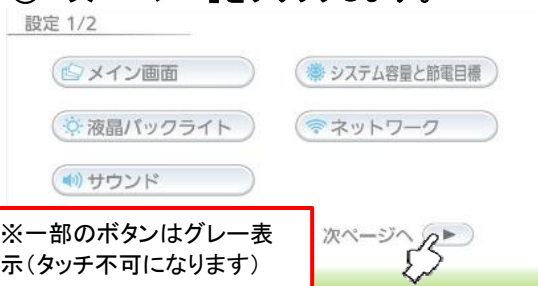 設定 1/2
メイン画面
システム容量と節電目標
液晶バックライト
ネットワーク
サウンド
※一部のボタンはグレー表
示（タッチ不可になります）
次ページへ